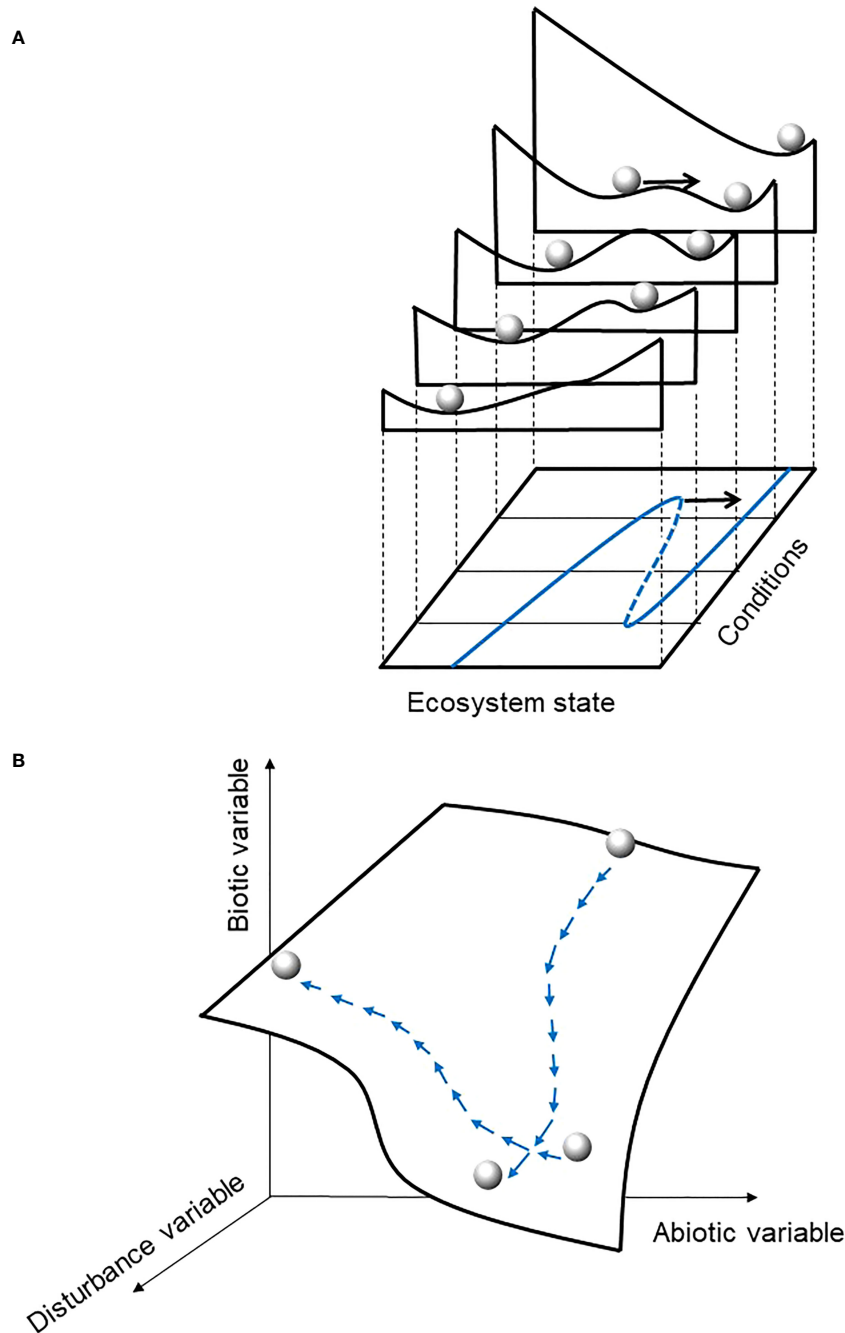 A
Conditions
Ecosystem state
B
Biotic variable
Abiotic variable
Disturbance variable